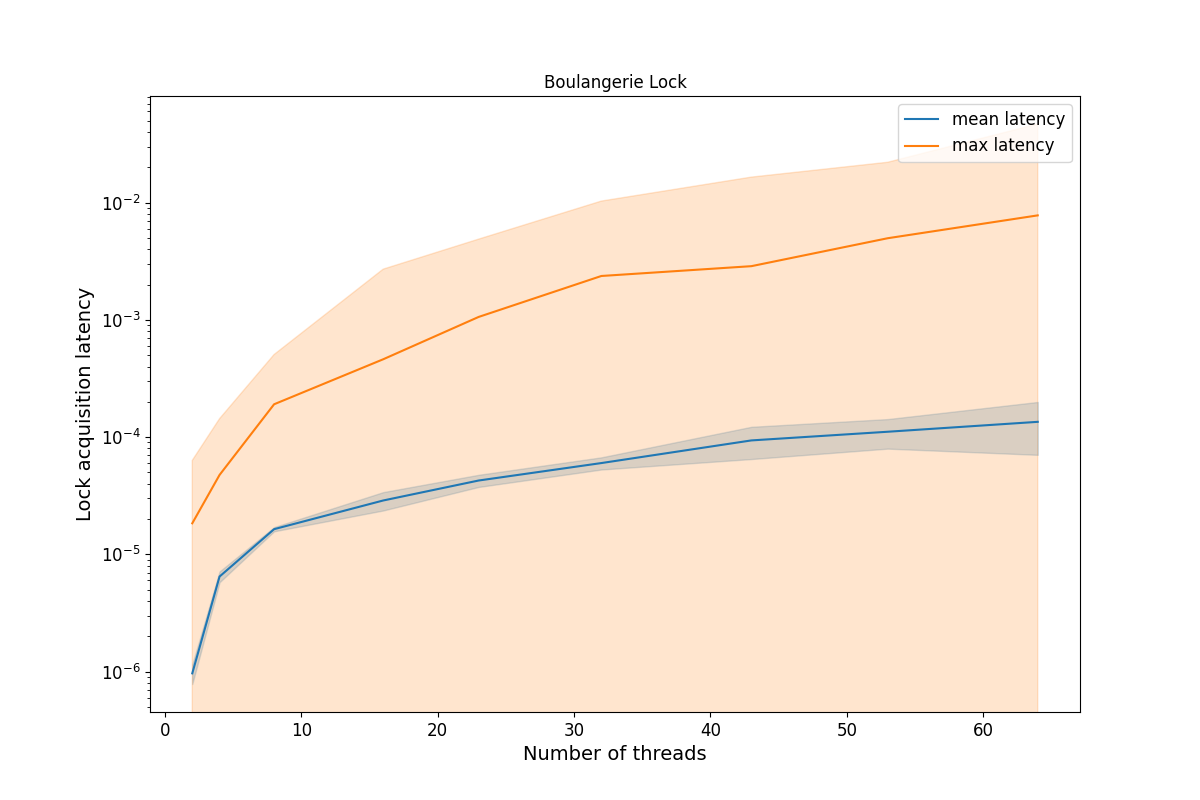 Boulangerie Lock
mean latency
max latency
Lock acquisition latency
10⁻²
10⁻³
10⁻⁴
10⁻⁵
10⁻⁶
0 10 20 30 40 50 60
Number of threads